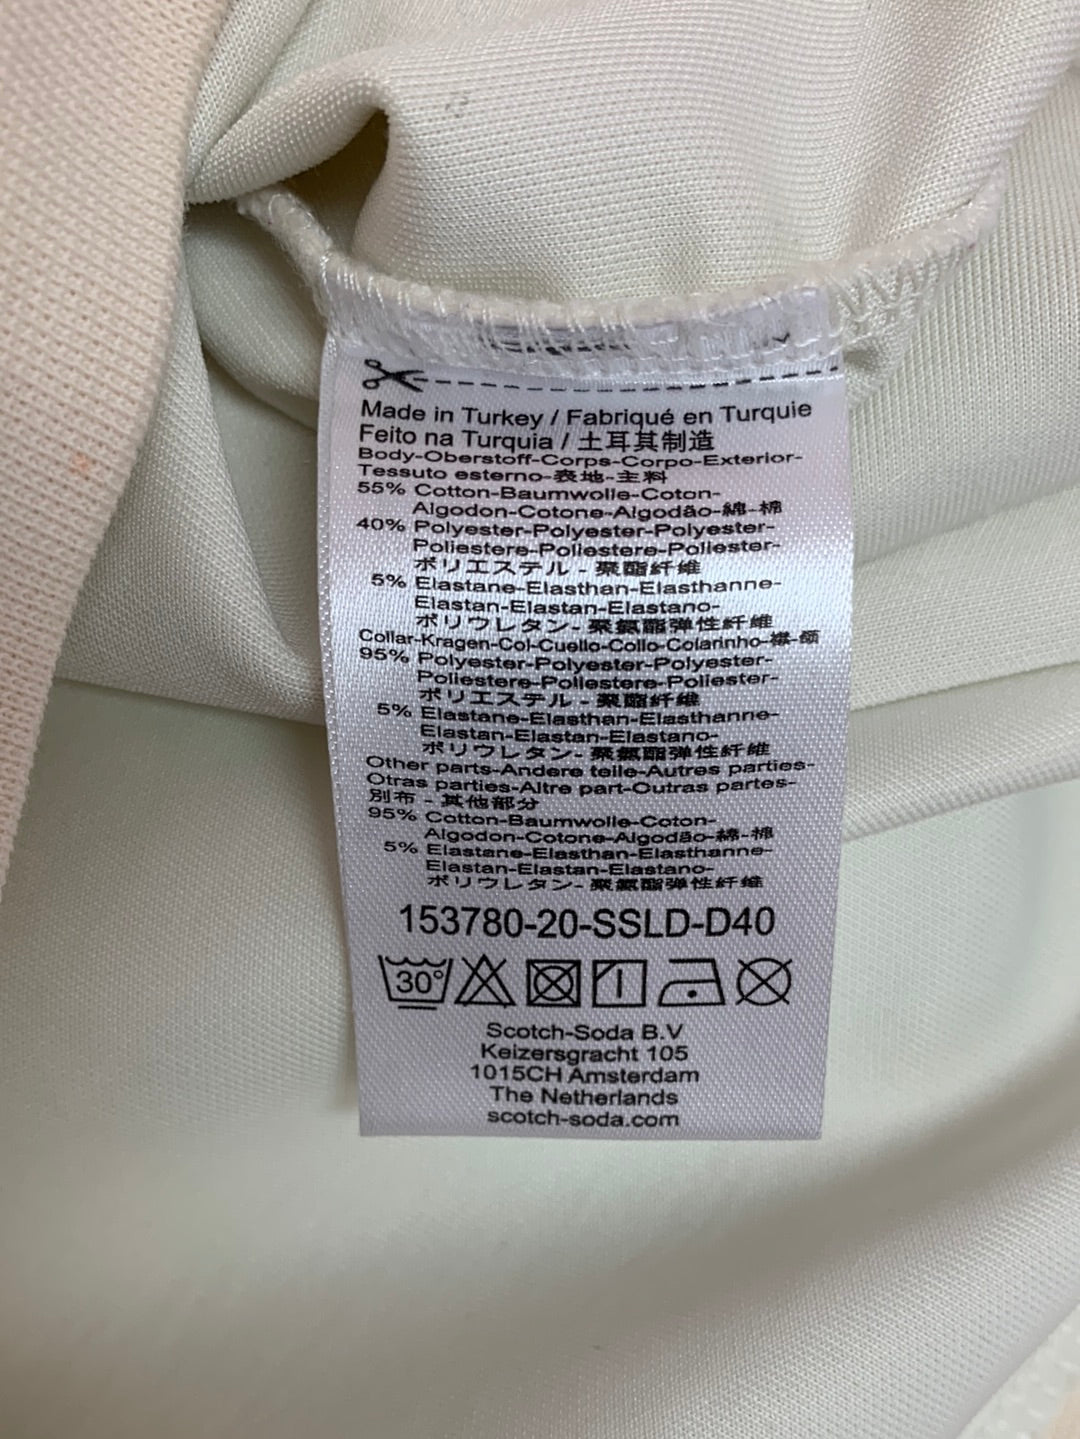 Made in Turkey / Fabriqué en Turquie
Feito na Turquia / 土耳其制造
Body-Oberstoff-Corps-Corpo-Exterior-
Tessuto esterno-表地-主料
55% Cotton-Baumwolle-Coton-
Algodon-Cotone-Algodão-綿-棉
40% Polyester-Polyester-Polyester-
Poliestere-Poliestere-Poliester-
ポリエステル - 聚酯纤维
5% Elastane-Elasthan-Elasthanne-
Elastan-Elastan-Elastano-
ポリウレタン- 聚氨酯弹性纤维
Collar-Kragen-Col-Cuello-Collo-Colarinho-襟-领
95% Polyester-Polyester-Polyester-
Poliestere-Poliestere-Poliester-
ポリエステル - 聚酯纤维
5% Elastane-Elasthan-Elasthanne-
Elastan-Elastan-Elastano-
ポリウレタン- 聚氨酯弹性纤维
Other parts-Andere teile-Autres parties-
Otras parties-Altre part-Outras partes-
別布 - 其他部分
95% Cotton-Baumwolle-Coton-
Algodon-Cotone-Algodão-綿-棉
5% Elastane-Elasthan-Elasthanne-
Elastan-Elastan-Elastano-
ポリウレタン- 聚氨酯弹性纤维
153780-20-SSLD-D40
30°
Scotch-Soda B.V
Keizersgracht 105
1015CH Amsterdam
The Netherlands
scotch-soda.com